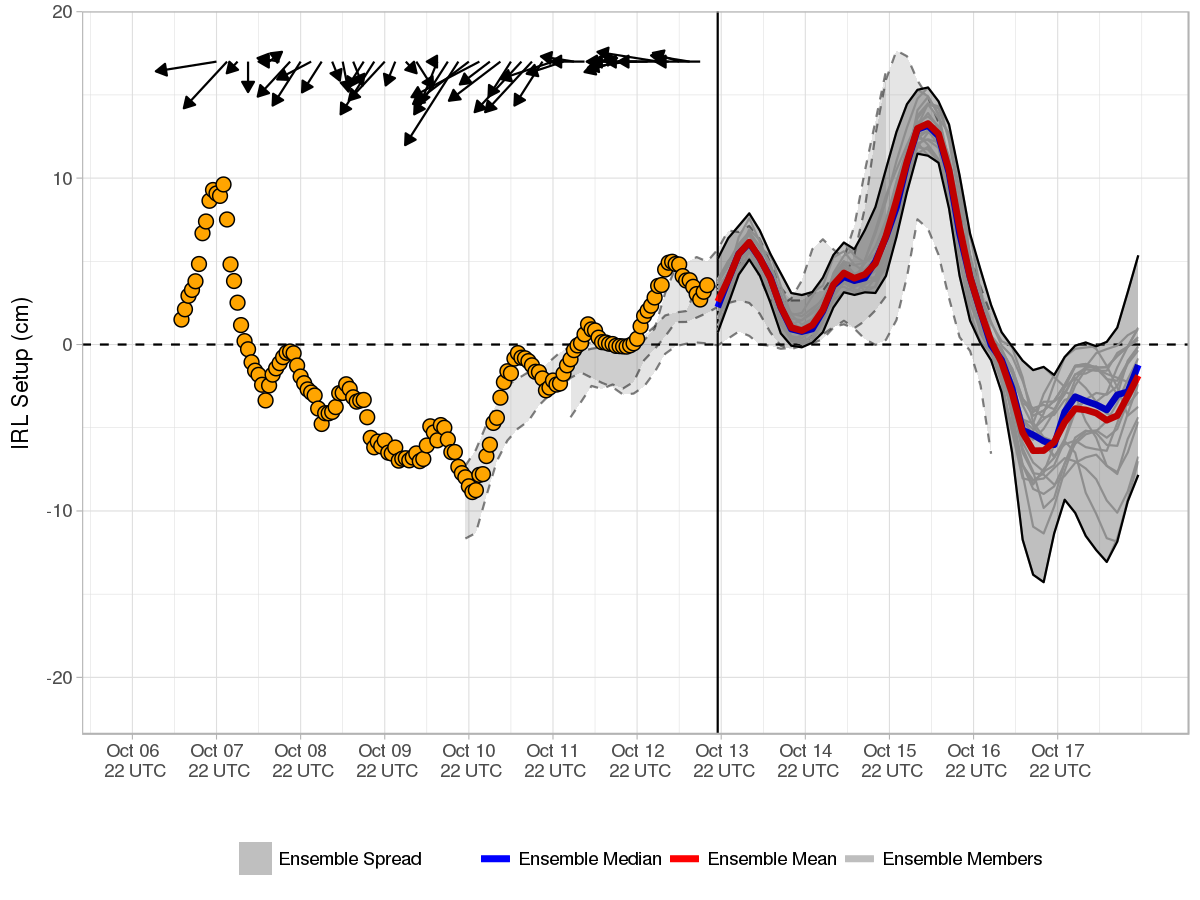 20
10
0
-10
-20
IRL Setup (cm)
Oct 06 Oct 07 Oct 08 Oct 09 Oct 10 Oct 11 Oct 12 Oct 13 Oct 14 Oct 15 Oct 16 Oct 17
22 UTC 22 UTC 22 UTC 22 UTC 22 UTC 22 UTC 22 UTC 22 UTC 22 UTC 22 UTC 22 UTC 22 UTC
Ensemble Spread Ensemble Median Ensemble Mean Ensemble Members